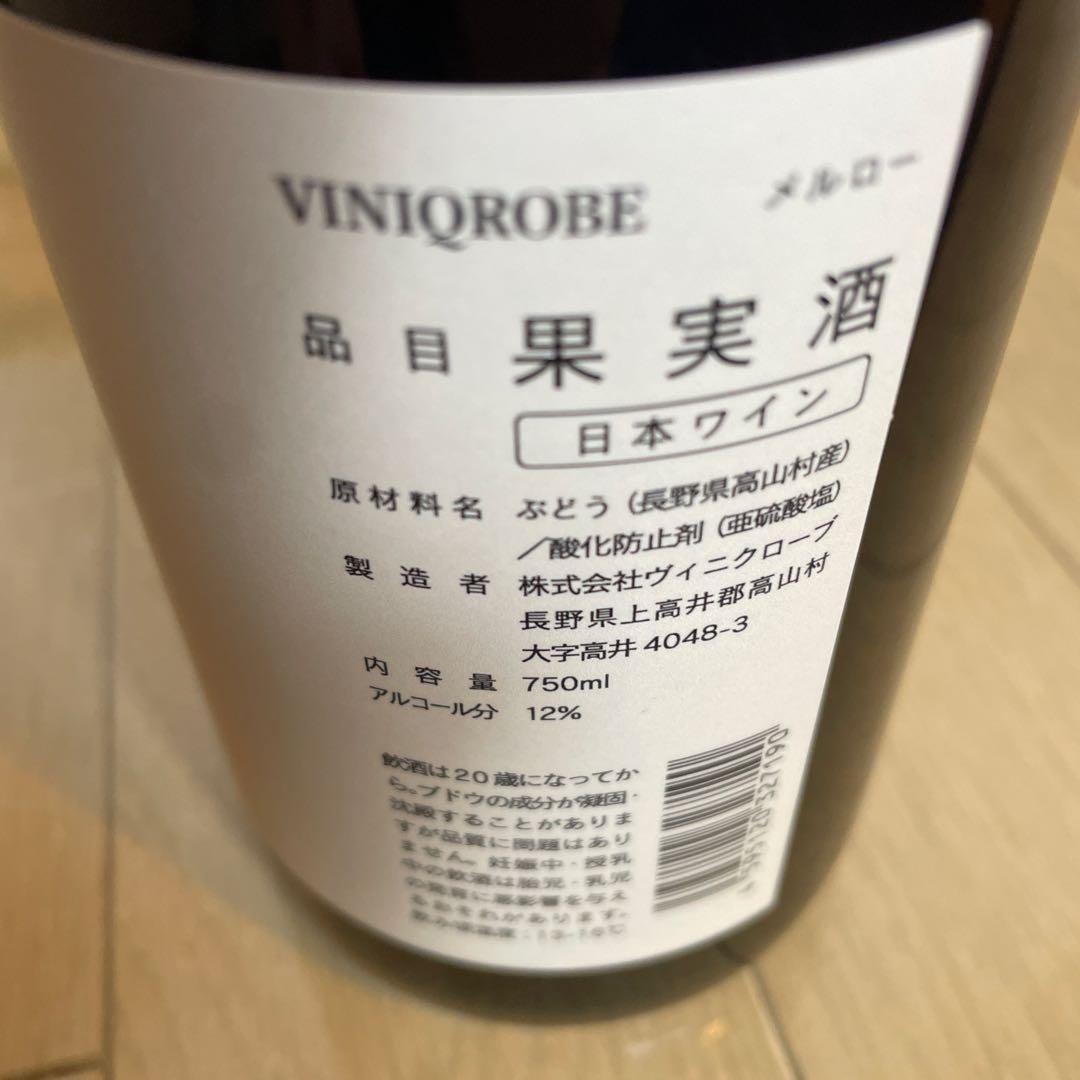 VINIQROBE メルロー
品目 果実酒
日本ワイン
原材料名 ぶどう（長野県高山村産）
／酸化防止剤（亜硫酸塩）
製造者 株式会社ヴィニクローブ
長野県上高井郡高山村
大字高井 4048-3
内容量 750ml
アルコール分 12%
飲酒は20歳になってか
ら。ブドウの成分が凝固・
沈殿することがありま
すが品質に問題はあり
ません。妊娠中・授乳
中の飲酒は胎児・乳児
の発育に悪影響を与え
るおそれがあります。